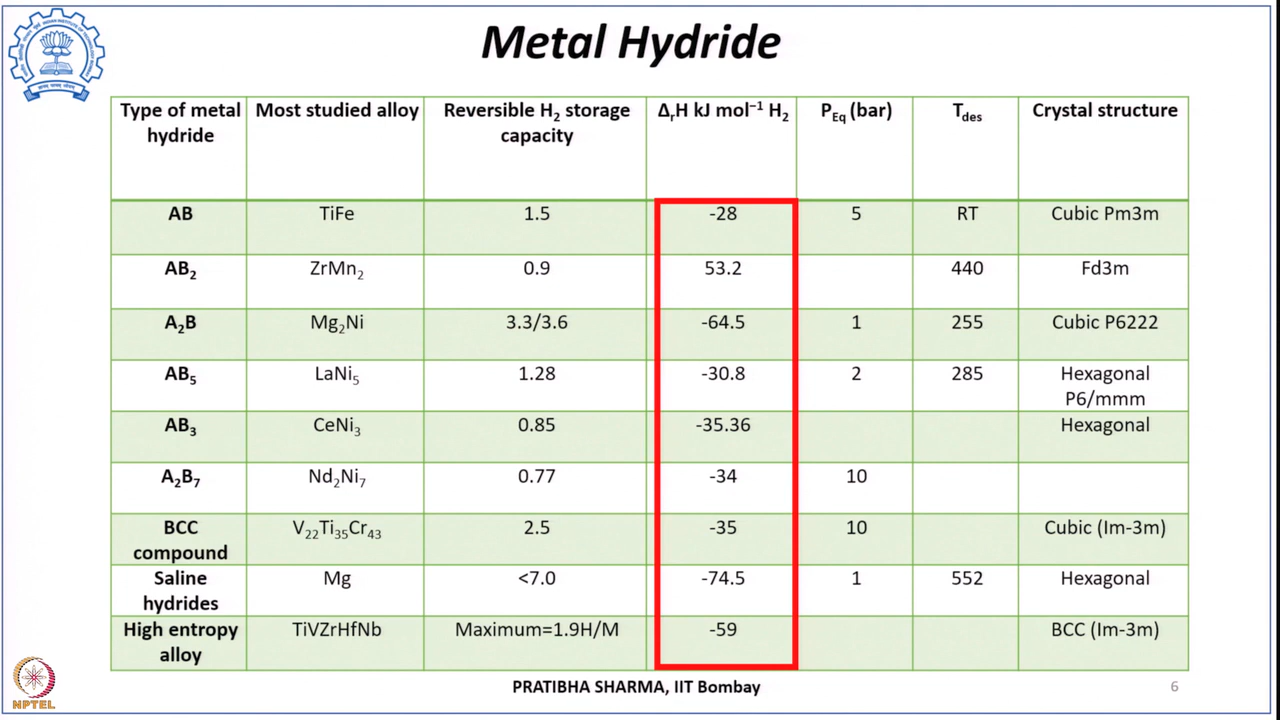 Metal Hydride
Type of metal hydride | Most studied alloy | Reversible H₂ storage capacity | ΔᵣH kJ mol⁻¹ H₂ | P_Eq (bar) | T_des | Crystal structure
AB | TiFe | 1.5 | -28 | 5 | RT | Cubic Pm3m
AB₂ | ZrMn₂ | 0.9 | 53.2 | | 440 | Fd3m
A₂B | Mg₂Ni | 3.3/3.6 | -64.5 | 1 | 255 | Cubic P6222
AB₅ | LaNi₅ | 1.28 | -30.8 | 2 | 285 | Hexagonal P6/mmm
AB₃ | CeNi₃ | 0.85 | -35.36 | | | Hexagonal
A₂B₇ | Nd₂Ni₇ | 0.77 | -34 | 10 | |
BCC compound | V₂₂Ti₃₅Cr₄₃ | 2.5 | -35 | 10 | | Cubic (Im-3m)
Saline hydrides | Mg | <7.0 | -74.5 | 1 | 552 | Hexagonal
High entropy alloy | TiVZrHfNb | Maximum=1.9H/M | -59 | | | BCC (Im-3m)
NPTEL
PRATIBHA SHARMA, IIT Bombay
6